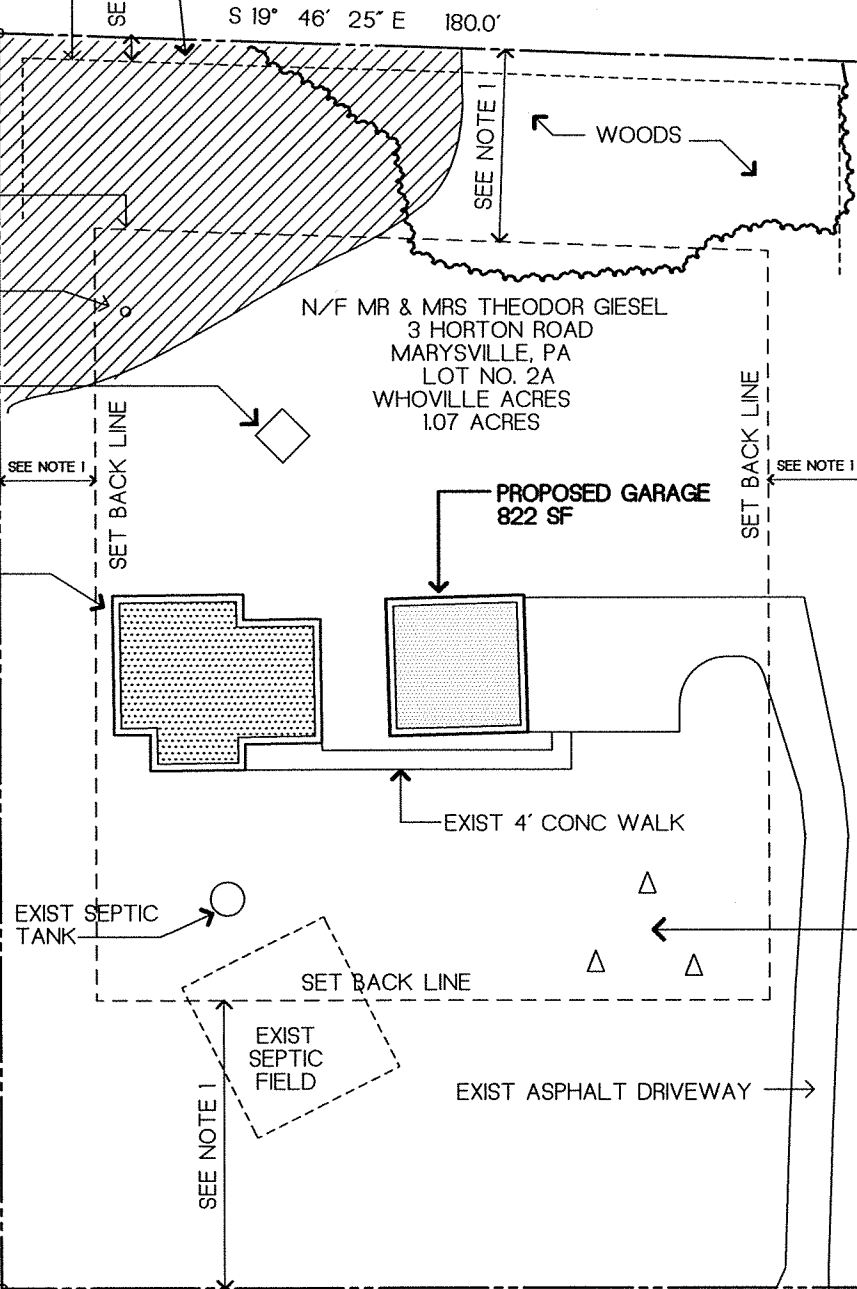 SE
S 19° 46' 25" E 180.0'
SEE NOTE 1
WOODS
N/F MR & MRS THEODOR GIESEL
3 HORTON ROAD
MARYSVILLE, PA
LOT NO. 2A
WHOVILLE ACRES
1.07 ACRES
SET BACK LINE
SEE NOTE 1
SET BACK LINE
SEE NOTE 1
PROPOSED GARAGE
822 SF
EXIST 4' CONC WALK
EXIST SEPTIC
TANK
SET BACK LINE
EXIST
SEPTIC
FIELD
SEE NOTE 1
EXIST ASPHALT DRIVEWAY